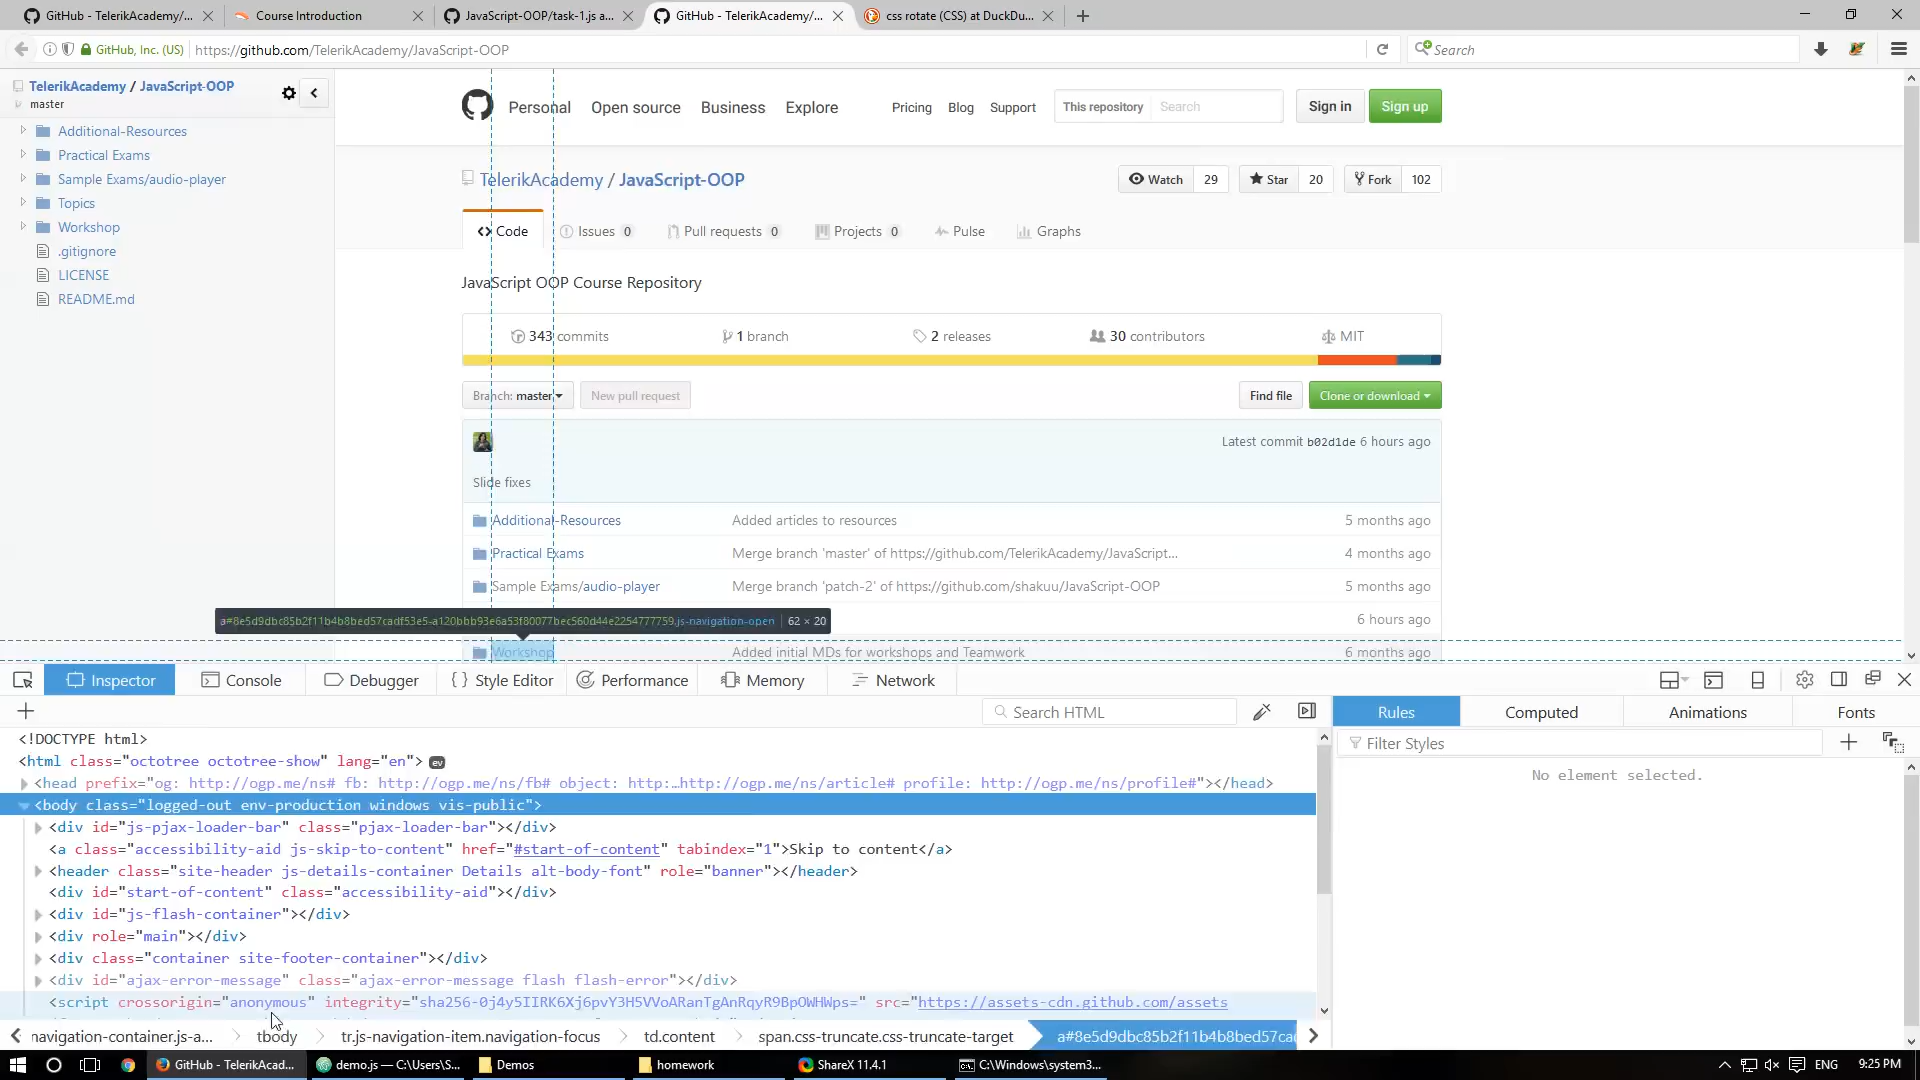 GitHub - TelerikAcademy/...
Course Introduction
JavaScript-OOP/task-1.js a...
GitHub - TelerikAcademy/...
css rotate (CSS) at DuckDu...
GitHub, Inc. (US)
https://github.com/TelerikAcademy/JavaScript-OOP
Search
TelerikAcademy / JavaScript-OOP
master
Additional-Resources
Practical Exams
Sample Exams/audio-player
Topics
Workshop
.gitignore
LICENSE
README.md
Personal Open source Business Explore Pricing Blog Support This repository Search Sign in Sign up
TelerikAcademy / JavaScript-OOP
Watch 29 Star 20 Fork 102
Code Issues 0 Pull requests 0 Projects 0 Pulse Graphs
JavaScript OOP Course Repository
343 commits 1 branch 2 releases 30 contributors MIT
Branch: master New pull request Find file Clone or download
Latest commit b02d1de 6 hours ago
Slide fixes
Additional-Resources Added articles to resources 5 months ago
Practical Exams Merge branch 'master' of https://github.com/TelerikAcademy/JavaScript... 4 months ago
Sample Exams/audio-player Merge branch 'patch-2' of https://github.com/shakuu/JavaScript-OOP 5 months ago
6 hours ago
.js-navigation-open | 62 × 20
Workshop Added initial MDs for workshops and Teamwork 6 months ago
Inspector Console Debugger Style Editor Performance Memory Network
Search HTML
Rules Computed Animations Fonts
Filter Styles
No element selected.
<!DOCTYPE html>
<html class="octotree octotree-show" lang="en"> ev
<head prefix="og: http://ogp.me/ns# fb: http://ogp.me/ns/fb# object: http:…http://ogp.me/ns/article# profile: http://ogp.me/ns/profile#"></head>
<body class="logged-out env-production windows vis-public">
<div id="js-pjax-loader-bar" class="pjax-loader-bar"></div>
<a class="accessibility-aid js-skip-to-content" href="#start-of-content" tabindex="1">Skip to content</a>
<header class="site-header js-details-container Details alt-body-font" role="banner"></header>
<div id="start-of-content" class="accessibility-aid"></div>
<div id="js-flash-container"></div>
<div role="main"></div>
<div class="container site-footer-container"></div>
<div id="ajax-error-message" class="ajax-error-message flash flash-error"></div>
<script crossorigin="anonymous" integrity="sha256-0j4y5IIRK6Xj6pvY3H5VVoARanTgAnRqyR9BpOWHWps=" src="https://assets-cdn.github.com/assets
navigation-container.js-a... tbody tr.js-navigation-item.navigation-focus td.content span.css-truncate.css-truncate-target a#8e5d9dbc85b2f11b4b8bed57ca
GitHub - TelerikAcad... demo.js — C:\Users\S... Demos homework ShareX 11.4.1 C:\Windows\system3... ENG 9:25 PM